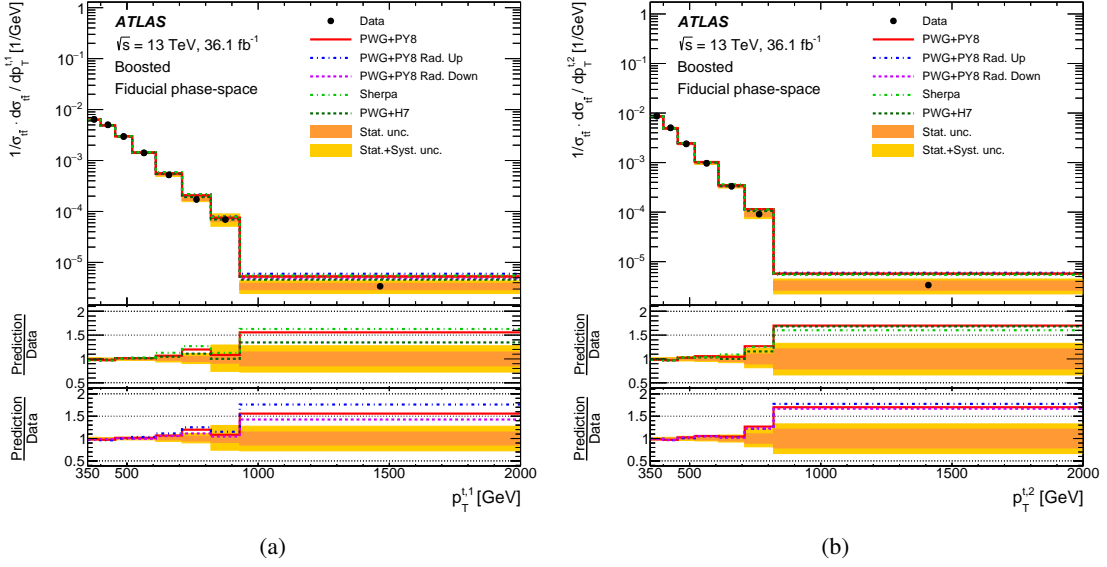 1/σ_tt̄ · dσ_tt̄ / dp_T^{t,1} [1/GeV]
1
10⁻¹
10⁻²
10⁻³
10⁻⁴
10⁻⁵
ATLAS
√s = 13 TeV, 36.1 fb⁻¹
Boosted
Fiducial phase-space
Data
PWG+PY8
PWG+PY8 Rad. Up
PWG+PY8 Rad. Down
Sherpa
PWG+H7
Stat. unc.
Stat.+Syst. unc.
Prediction
Data
2
1.5
1
0.5
Prediction
Data
2
1.5
1
0.5
350 500 1000 1500 2000
p_T^{t,1} [GeV]
(a)
1/σ_tt̄ · dσ_tt̄ / dp_T^{t,2} [1/GeV]
1
10⁻¹
10⁻²
10⁻³
10⁻⁴
10⁻⁵
ATLAS
√s = 13 TeV, 36.1 fb⁻¹
Boosted
Fiducial phase-space
Data
PWG+PY8
PWG+PY8 Rad. Up
PWG+PY8 Rad. Down
Sherpa
PWG+H7
Stat. unc.
Stat.+Syst. unc.
Prediction
Data
2
1.5
1
0.5
Prediction
Data
2
1.5
1
0.5
350 500 1000 1500 2000
p_T^{t,2} [GeV]
(b)